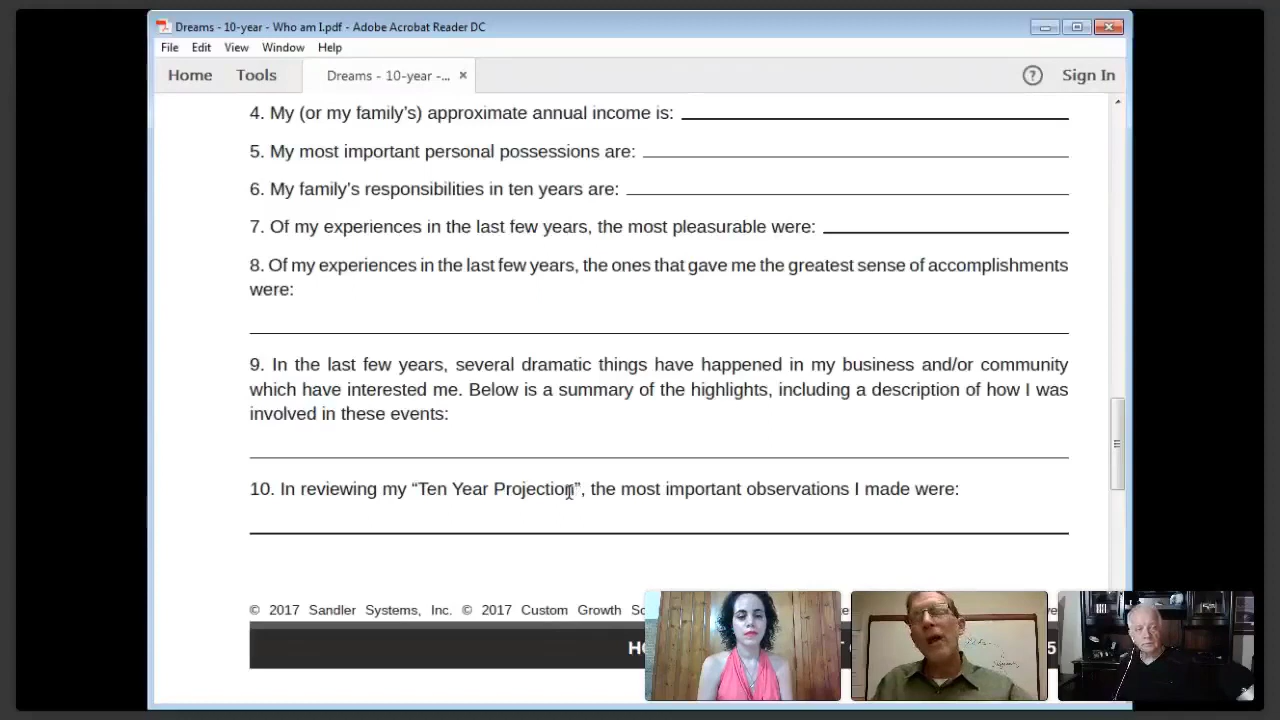 Dreams - 10-year - Who am I.pdf - Adobe Acrobat Reader DC
File Edit View Window Help
Home Tools Dreams - 10-year -... × ? Sign In
4. My (or my family’s) approximate annual income is:
5. My most important personal possessions are:
6. My family’s responsibilities in ten years are:
7. Of my experiences in the last few years, the most pleasurable were:
8. Of my experiences in the last few years, the ones that gave me the greatest sense of accomplishments
were:
9. In the last few years, several dramatic things have happened in my business and/or community
which have interested me. Below is a summary of the highlights, including a description of how I was
involved in these events:
10. In reviewing my “Ten Year Projection”, the most important observations I made were:
© 2017 Sandler Systems, Inc. © 2017 Custom Growth